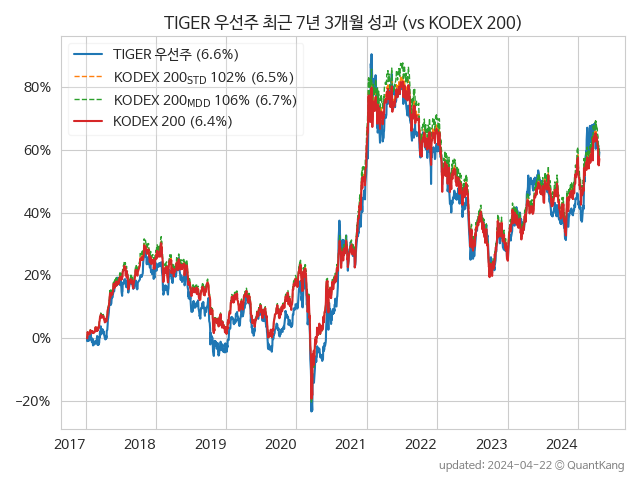 TIGER 우선주 최근 7년 3개월 성과 (vs KODEX 200)
TIGER 우선주 (6.6%)
KODEX 200STD 102% (6.5%)
KODEX 200MDD 106% (6.7%)
KODEX 200 (6.4%)
80%
60%
40%
20%
0%
−20%
2017 2018 2019 2020 2021 2022 2023 2024
updated: 2024-04-22 © QuantKang